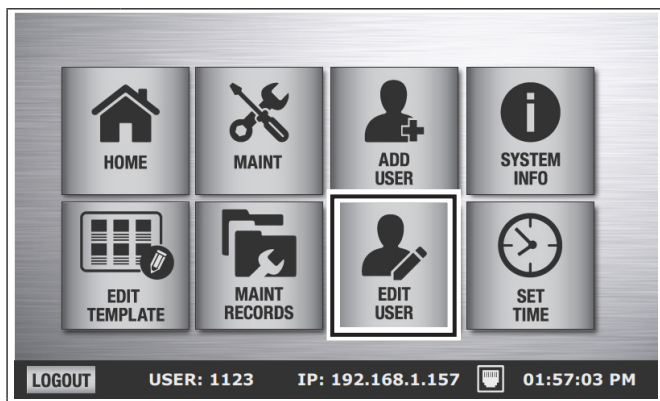 HOME
MAINT
ADD
USER
SYSTEM
INFO
EDIT
TEMPLATE
MAINT
RECORDS
EDIT
USER
SET
TIME
LOGOUT USER: 1123 IP: 192.168.1.157 01:57:03 PM